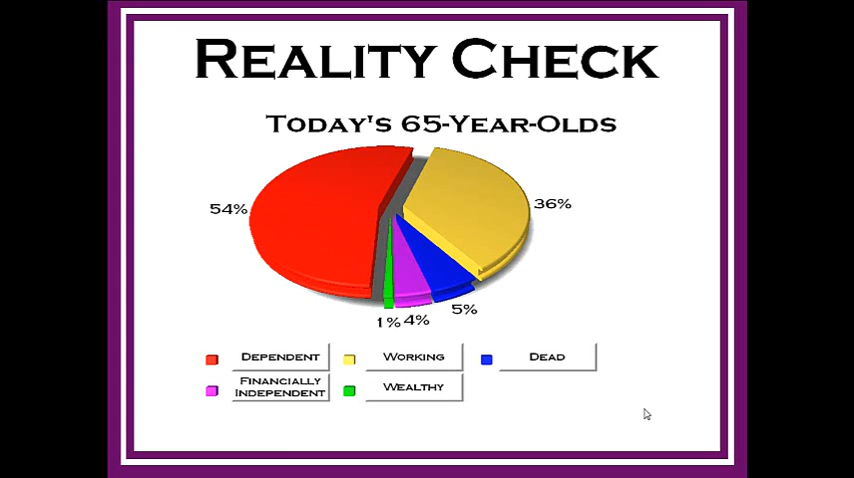 REALITY CHECK
TODAY'S 65-YEAR-OLDS
54%
36%
5%
4%
1%
DEPENDENT
WORKING
DEAD
FINANCIALLY
INDEPENDENT
WEALTHY